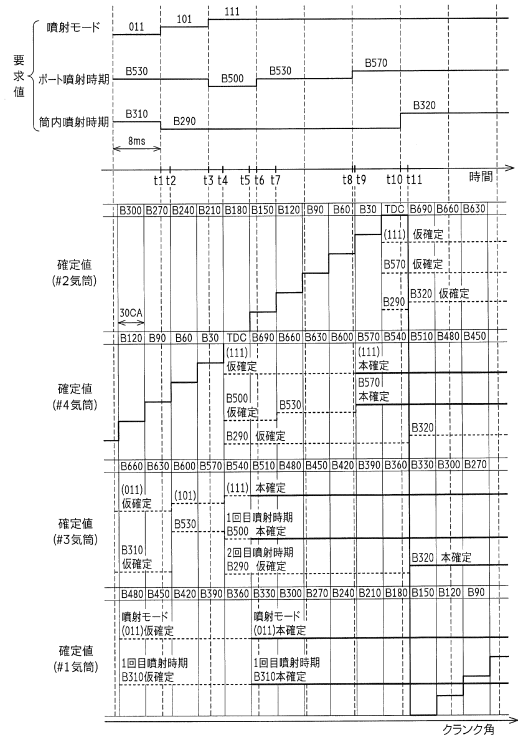 111
101
011
噴射モード
B570
B530
B530
B500
ポート噴射時期
B320
B310
B290
筒内噴射時期
要求値
8ms
t1 t2 t3 t4 t5 t6 t7 t8 t9 t10 t11
時間
B300 B270 B240 B210 B180 B150 B120 B90 B60 B30 TDC B690 B660 B630
(111) 仮確定
確定値
(#2気筒)
B570 仮確定
B290 B320 仮確定
30CA
B120 B90 B60 B30 TDC B690 B660 B630 B600 B570 B540 B510 B480 B450
(111)
仮確定
(111)
本確定
確定値
(#4気筒)
B500
仮確定
B530
B570
本確定
B290 仮確定
B320
B660 B630 B600 B570 B540 B510 B480 B450 B420 B390 B360 B330 B300 B270
(011)
仮確定
(101)
(111) 本確定
確定値
(#3気筒)
B530
1回目噴射時期
B500 本確定
B310
仮確定
2回目噴射時期
B290 仮確定
B320 本確定
B480 B450 B420 B390 B360 B330 B300 B270 B240 B210 B180 B150 B120 B90
噴射モード
(011)仮確定
噴射モード
(011)本確定
確定値
(#1気筒)
1回目噴射時期
B310仮確定
1回目噴射時期
B310本確定
クランク角